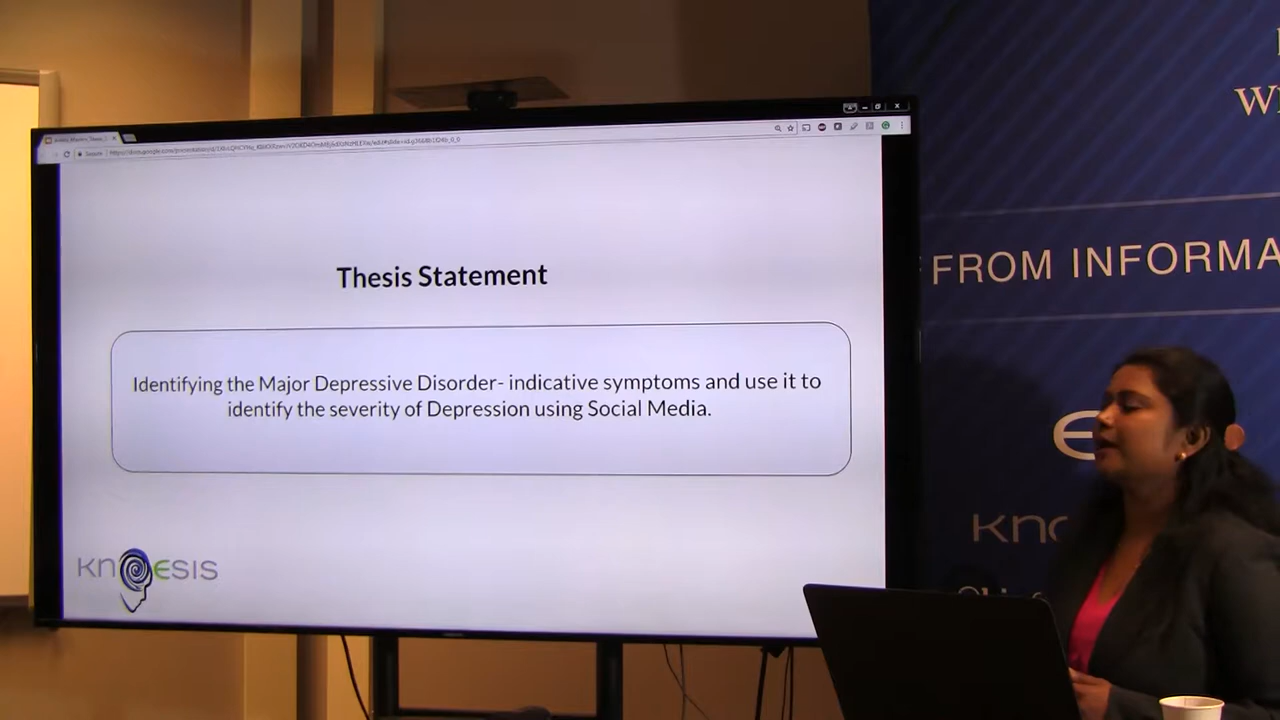 Thesis Statement
Identifying the Major Depressive Disorder- indicative symptoms and use it to
identify the severity of Depression using Social Media.
KNOESIS
FROM INFORMA
KNO